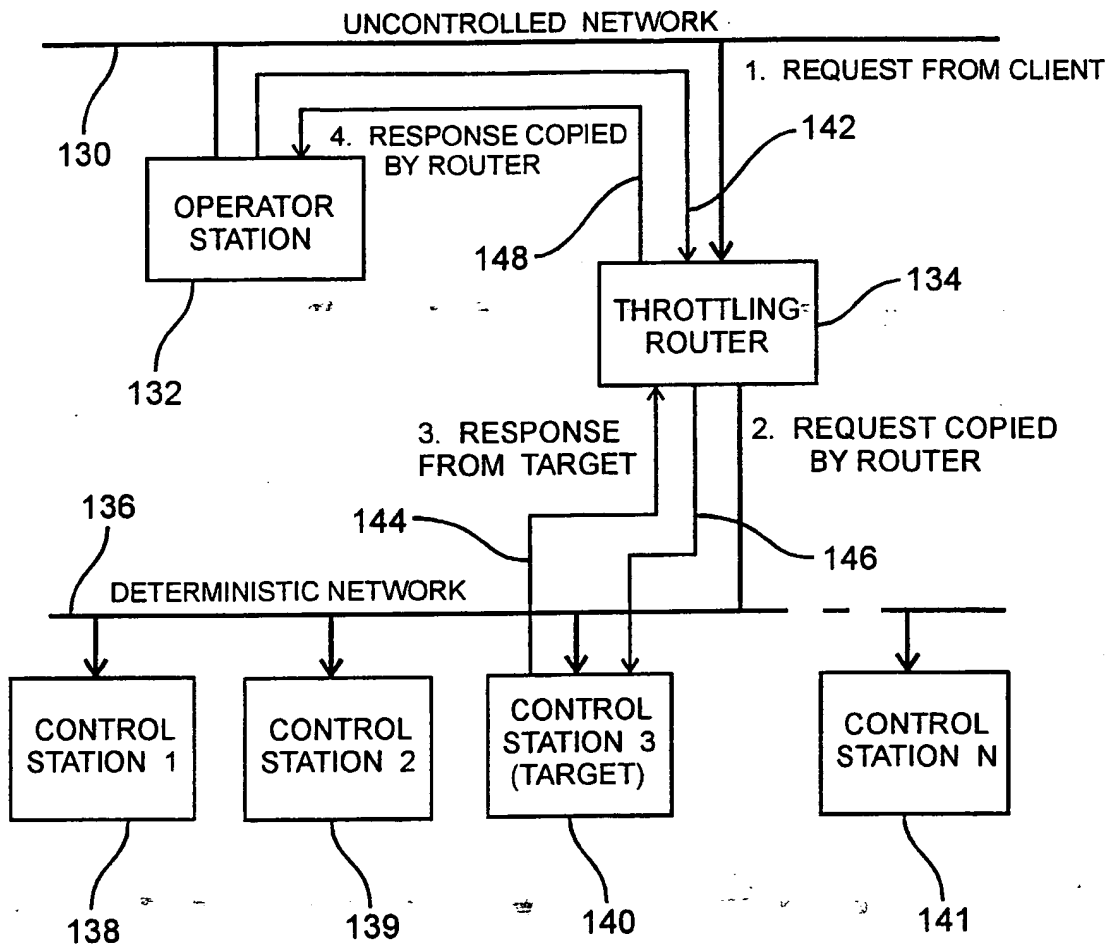 UNCONTROLLED NETWORK
1. REQUEST FROM CLIENT
130
4. RESPONSE COPIED
BY ROUTER
142
OPERATOR
STATION
148
134
THROTTLING
ROUTER
132
3. RESPONSE
FROM TARGET
2. REQUEST COPIED
BY ROUTER
136
144
146
DETERMINISTIC NETWORK
CONTROL
STATION 1
CONTROL
STATION 2
CONTROL
STATION 3
(TARGET)
CONTROL
STATION N
138
139
140
141